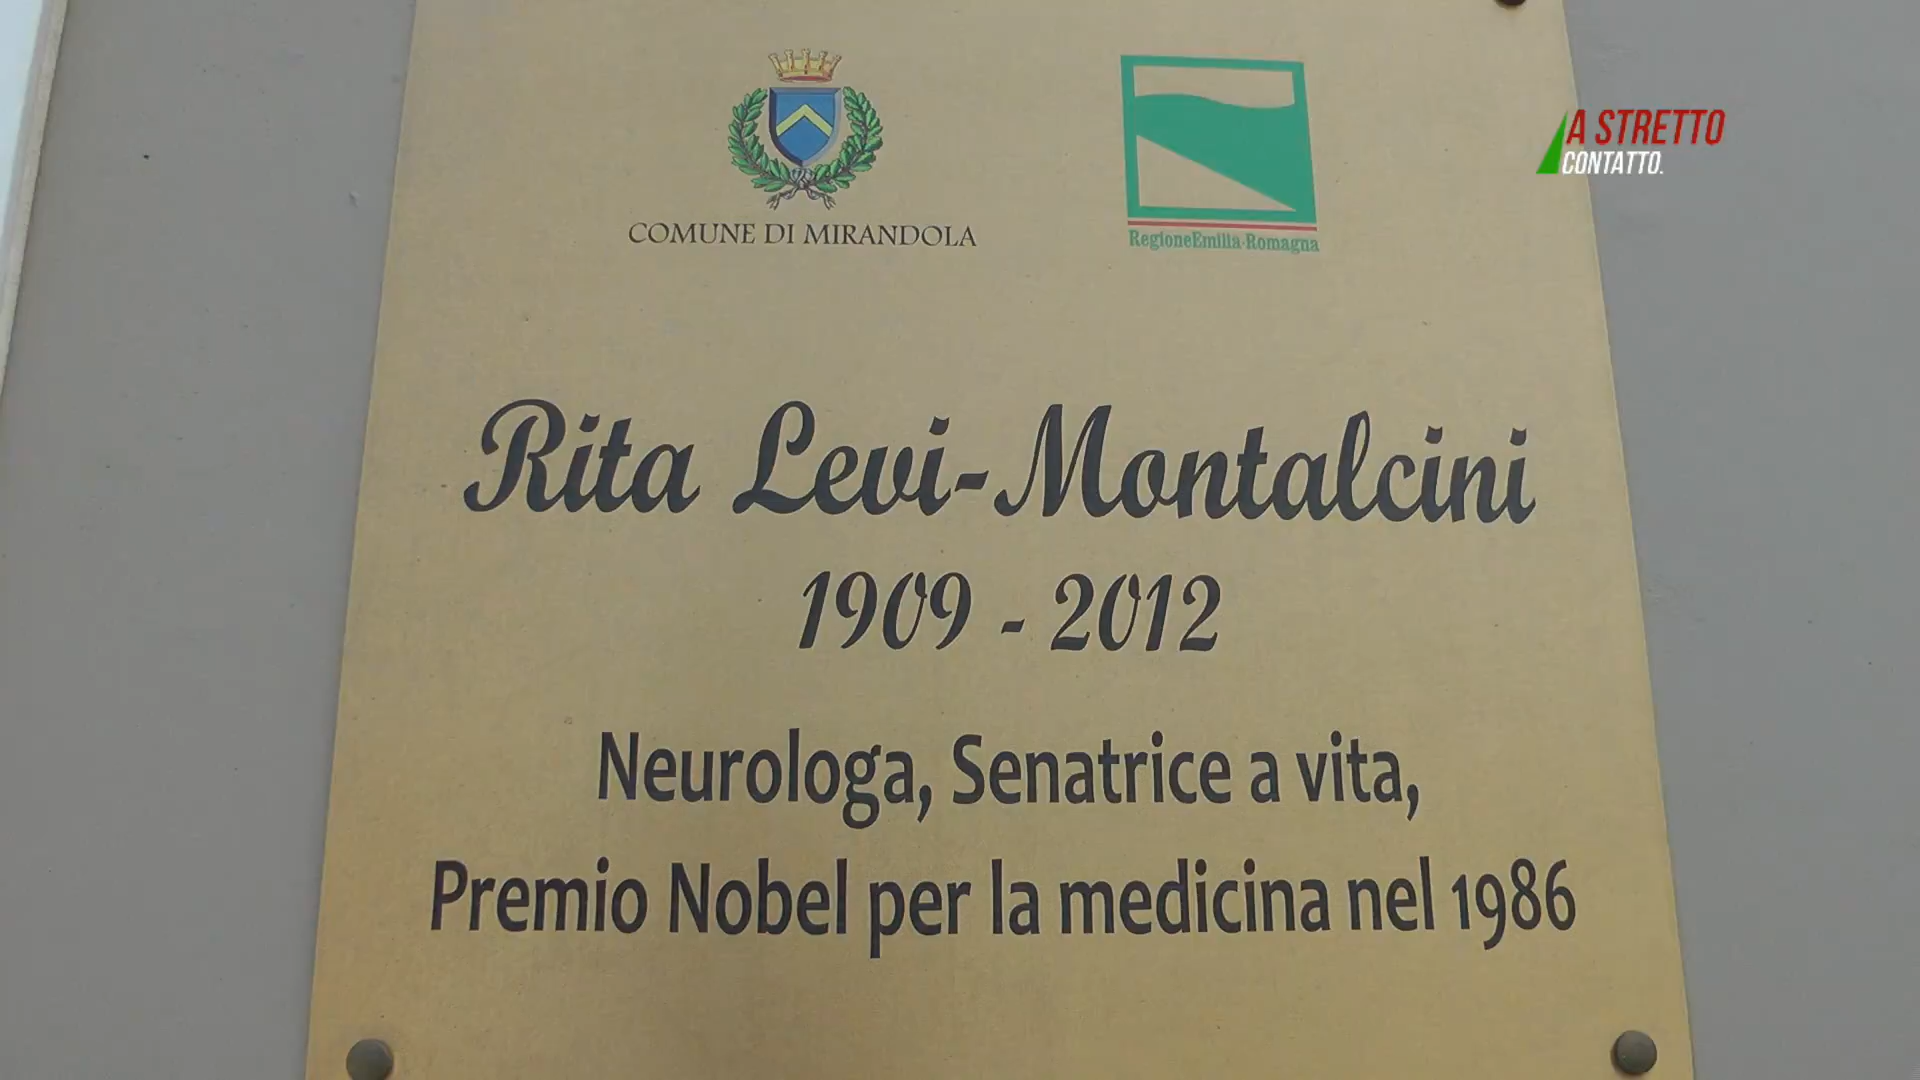 A STRETTO
CONTATTO.
COMUNE DI MIRANDOLA
RegioneEmilia-Romagna
Rita Levi-Montalcini
1909 - 2012
Neurologa, Senatrice a vita,
Premio Nobel per la medicina nel 1986